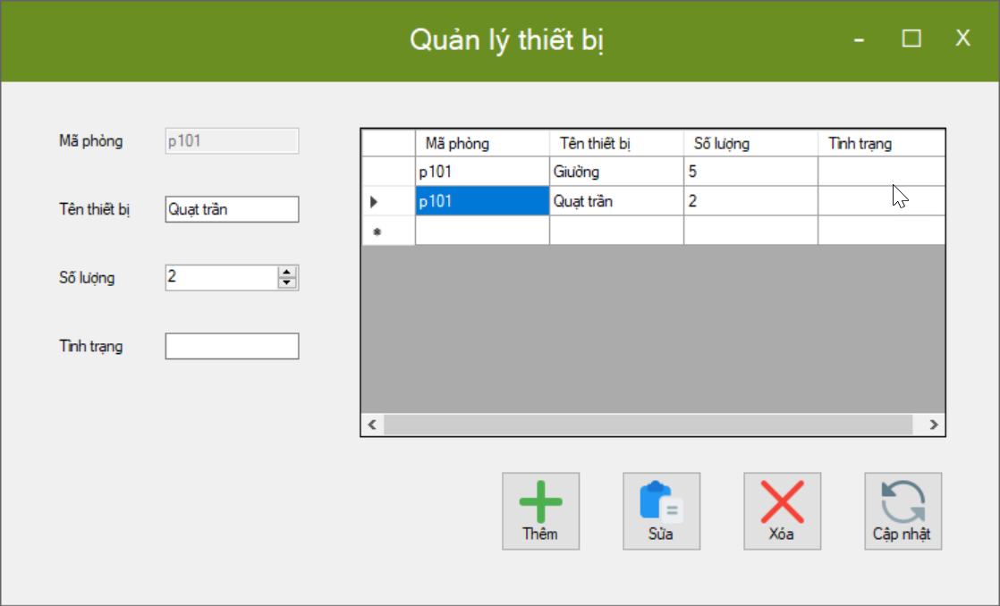 Quản lý thiết bị
Mã phòng p101
Tên thiết bị Quạt trần
Số lượng 2
Tình trạng
Mã phòng Tên thiết bị Số lượng Tình trạng
p101 Giường 5
p101 Quạt trần 2
Thêm Sửa Xóa Cập nhật